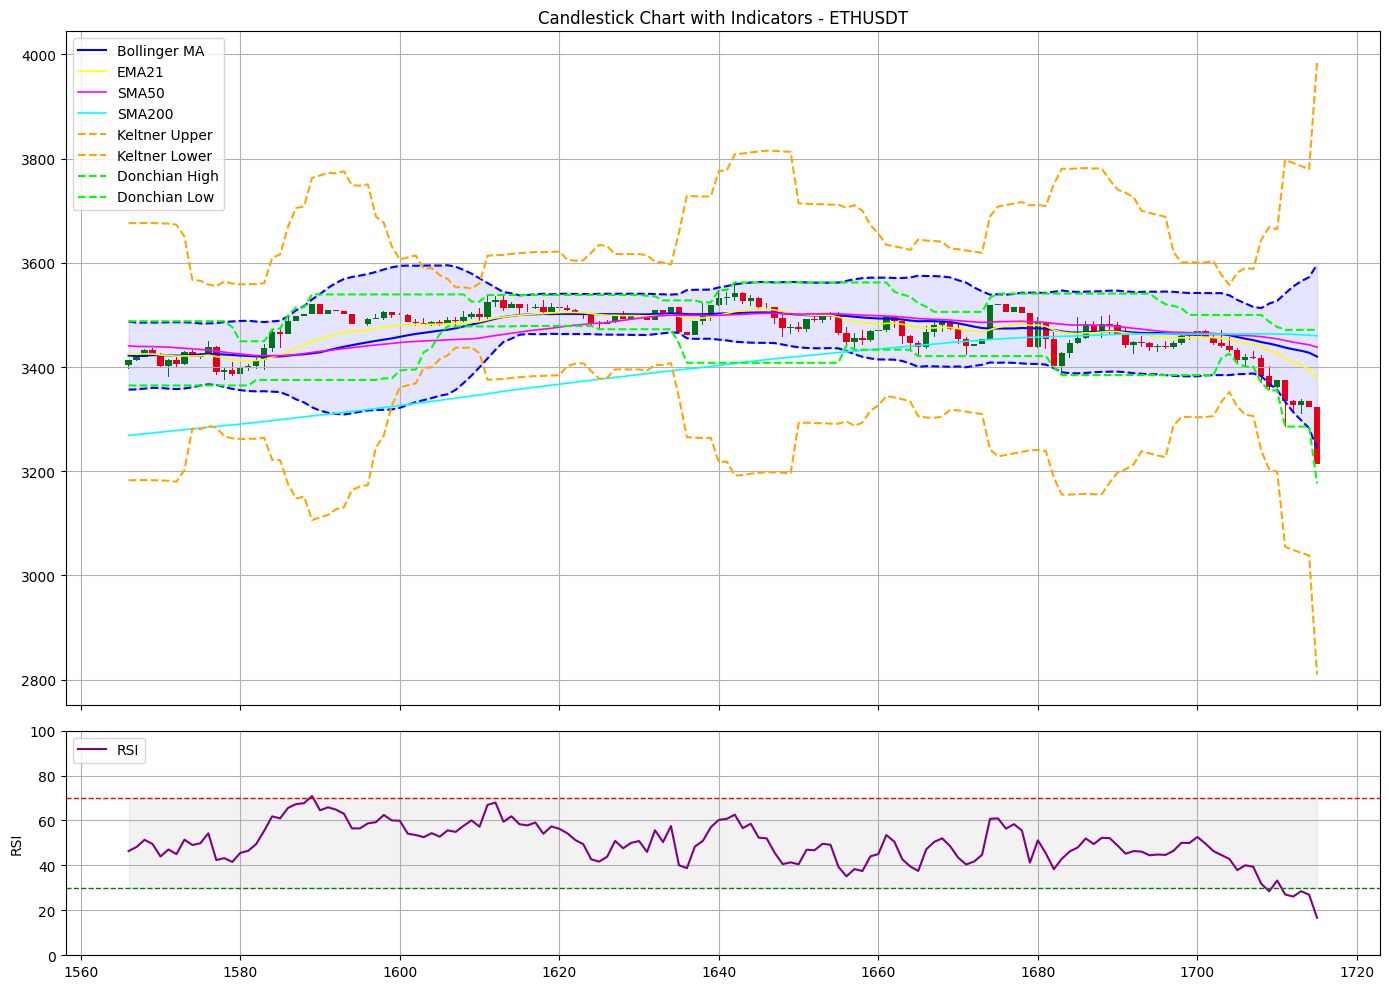 Candlestick Chart with Indicators - ETHUSDT
4000
3800
3600
3400
3200
3000
2800
Bollinger MA
EMA21
SMA50
SMA200
Keltner Upper
Keltner Lower
Donchian High
Donchian Low
RSI
100
80
60
40
20
0
RSI
1560
1580
1600
1620
1640
1660
1680
1700
1720